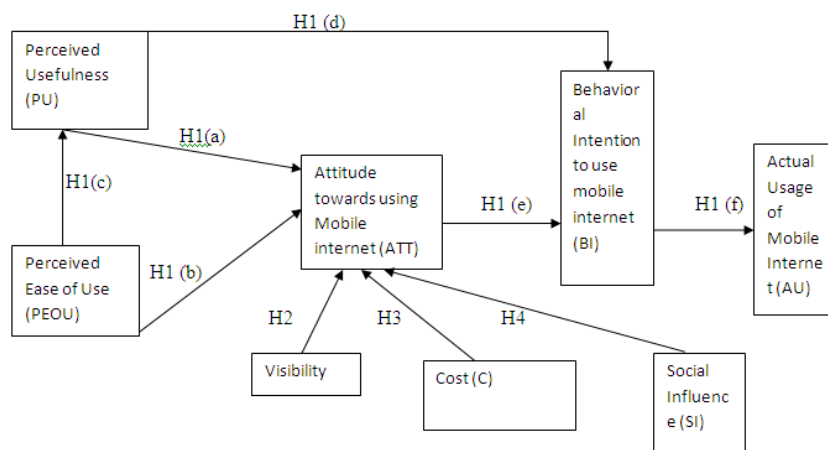 H1 (d)
Perceived
Usefulness
(PU)
H1(a)
H1(c)
Perceived
Ease of Use
(PEOU)
H1 (b)
Attitude
towards using
Mobile
internet (ATT)
H1 (e)
Behavior
al
Intention
to use
mobile
internet
(BI)
H1 (f)
Actual
Usage
of
Mobile
Interne
t (AU)
H2
H3
H4
Visibility
Cost (C)
Social
Influenc
e (SI)